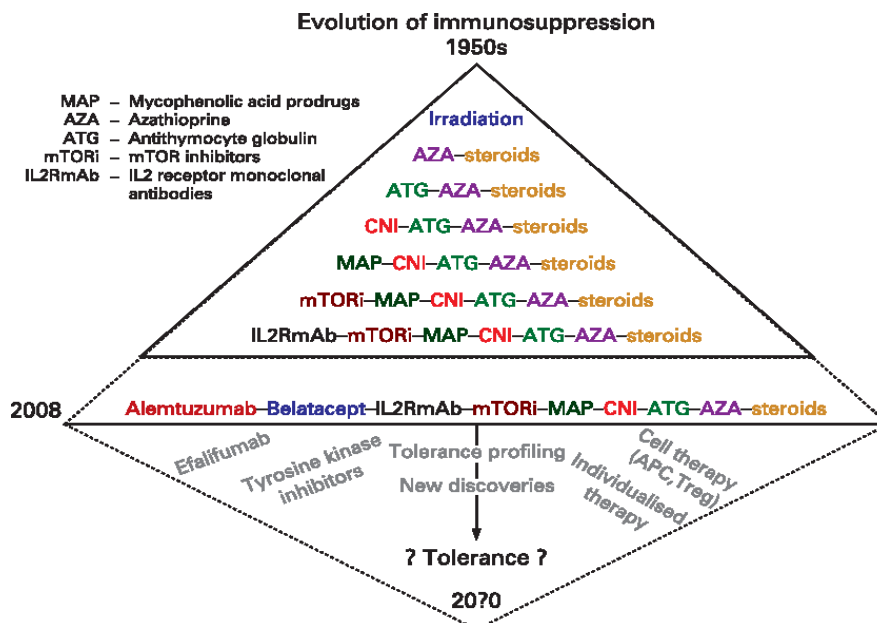 Evolution of immunosuppression
1950s
MAP – Mycophenolic acid prodrugs
AZA – Azathioprine
ATG – Antithymocyte globulin
mTORi – mTOR inhibitors
IL2RmAb – IL2 receptor monoclonal
antibodies
Irradiation
AZA–steroids
ATG–AZA–steroids
CNI–ATG–AZA–steroids
MAP–CNI–ATG–AZA–steroids
mTORi–MAP–CNI–ATG–AZA–steroids
IL2RmAb–mTORi–MAP–CNI–ATG–AZA–steroids
2008
Alemtuzumab–Belatacept–IL2RmAb–mTORi–MAP–CNI–ATG–AZA–steroids
Efalifumab
Tyrosine kinase
inhibitors
Tolerance profiling
New discoveries
Cell therapy
(APC, Treg)
Individualised
therapy
? Tolerance ?
20?0